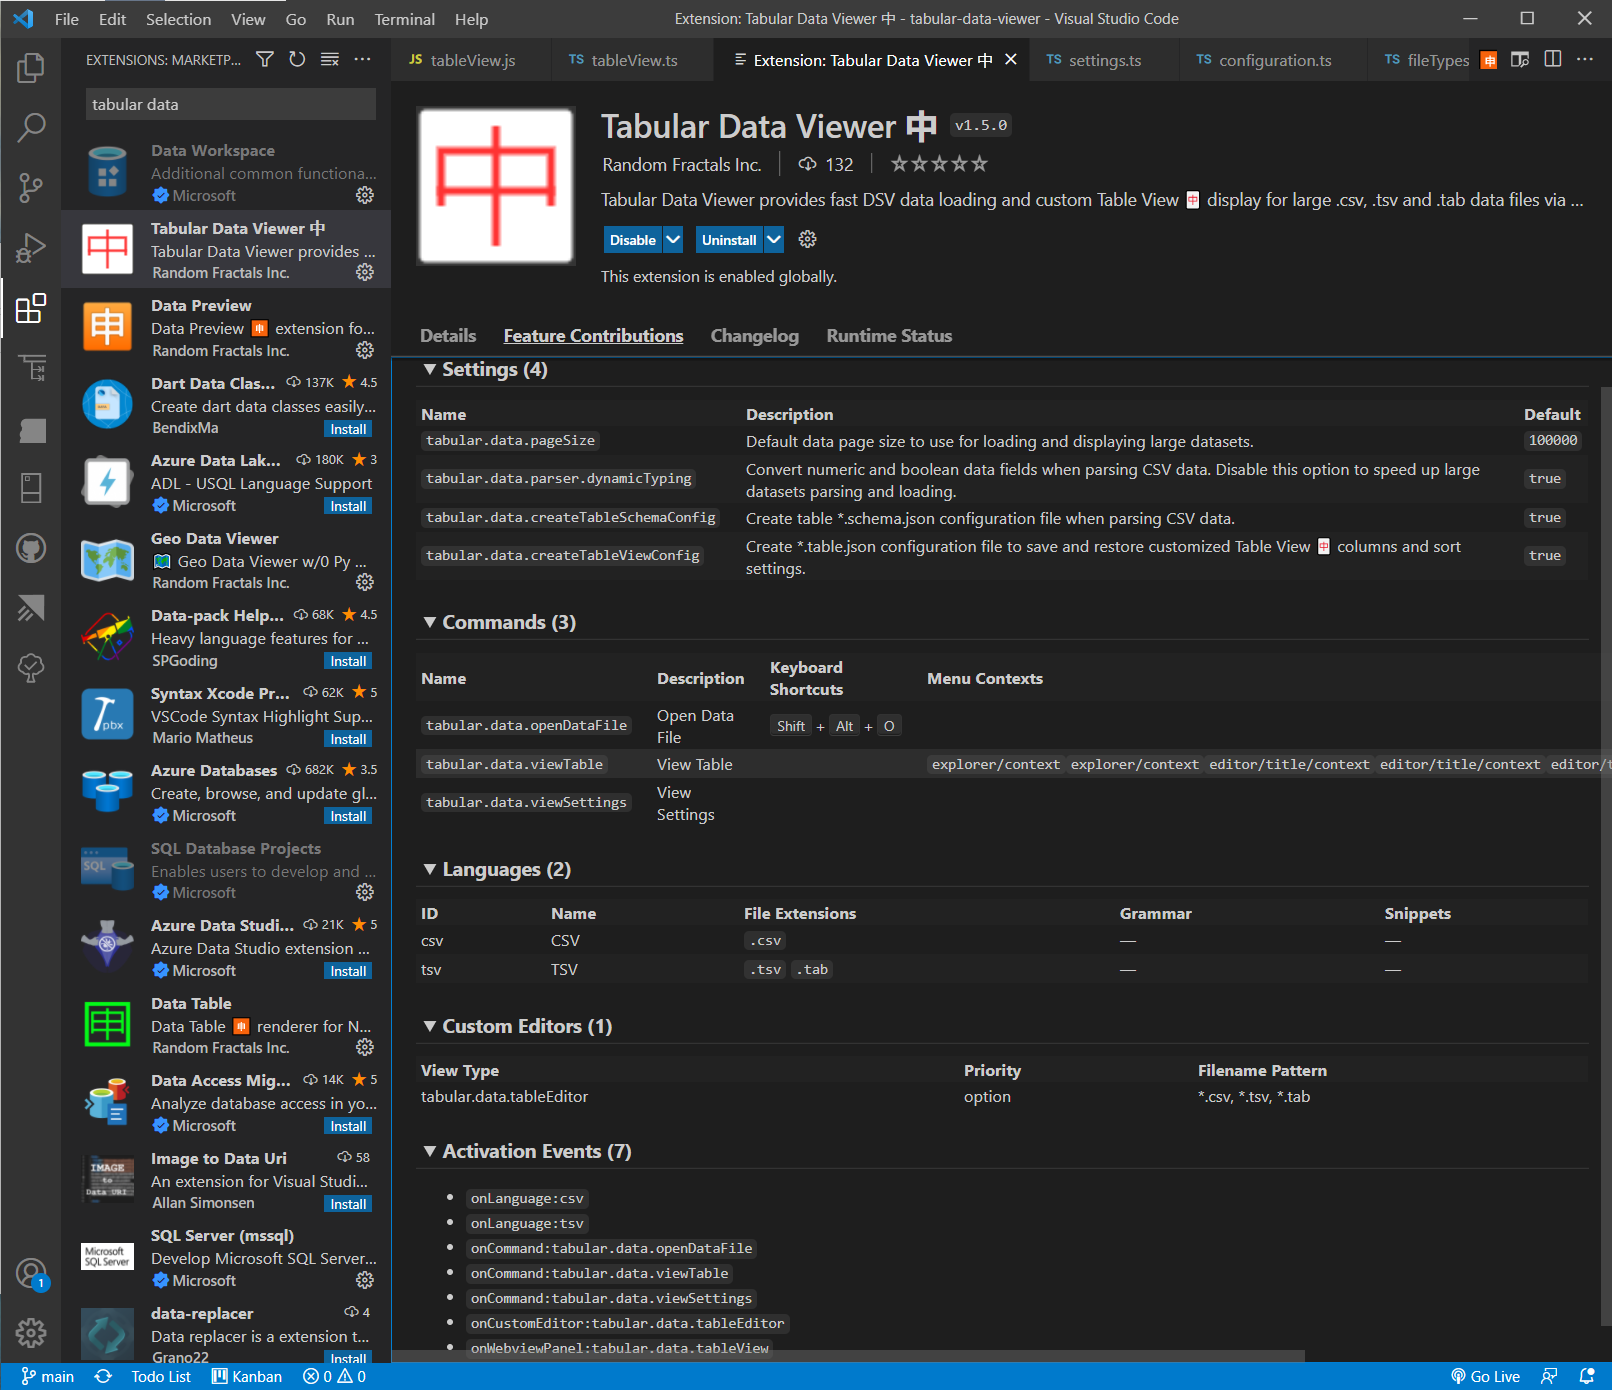 File Edit Selection View Go Run Terminal Help
Extension: Tabular Data Viewer 中 - tabular-data-viewer - Visual Studio Code
EXTENSIONS: MARKETP...
tabular data
Data Workspace
Additional common functiona...
Microsoft
Tabular Data Viewer 中
Tabular Data Viewer provides ...
Random Fractals Inc.
Data Preview
Data Preview 申 extension fo...
Random Fractals Inc.
Dart Data Clas... 137K ★ 4.5
Create dart data classes easily...
BendixMa Install
Azure Data Lak... 180K ★ 3
ADL - USQL Language Support
Microsoft Install
Geo Data Viewer
Geo Data Viewer w/0 Py ...
Random Fractals Inc.
Data-pack Help... 68K ★ 4.5
Heavy language features for ...
SPGoding Install
Syntax Xcode Pr... 62K ★ 5
VSCode Syntax Highlight Sup...
Mario Matheus Install
pbx
Azure Databases 682K ★ 3.5
Create, browse, and update gl...
Microsoft Install
SQL Database Projects
Enables users to develop and ...
Microsoft
SQL
Azure Data Studi... 21K ★ 5
Azure Data Studio extension ...
Microsoft Install
Data Table
Data Table 申 renderer for N...
Random Fractals Inc.
Data Access Mig... 14K ★ 5
Analyze database access in yo...
Microsoft Install
Image to Data Uri 58
An extension for Visual Studi...
Allan Simonsen Install
IMAGE
to
Data URI
SQL Server (mssql)
Develop Microsoft SQL Server...
Microsoft
Microsoft
SQL Server
data-replacer 4
Data replacer is a extension t...
Grano22 Install
JS tableView.js TS tableView.ts Extension: Tabular Data Viewer 中 TS settings.ts TS configuration.ts TS fileTypes
中
Tabular Data Viewer 中 v1.5.0
Random Fractals Inc. 132
Tabular Data Viewer provides fast DSV data loading and custom Table View 中 display for large .csv, .tsv and .tab data files via ...
Disable Uninstall
This extension is enabled globally.
Details Feature Contributions Changelog Runtime Status
▼ Settings (4)
Name Description Default
tabular.data.pageSize Default data page size to use for loading and displaying large datasets. 100000
tabular.data.parser.dynamicTyping Convert numeric and boolean data fields when parsing CSV data. Disable this option to speed up large
datasets parsing and loading. true
tabular.data.createTableSchemaConfig Create table *.schema.json configuration file when parsing CSV data. true
tabular.data.createTableViewConfig Create *.table.json configuration file to save and restore customized Table View 中 columns and sort
settings. true
▼ Commands (3)
Name Description Keyboard Shortcuts Menu Contexts
tabular.data.openDataFile Open Data File Shift + Alt + O
tabular.data.viewTable View Table explorer/context explorer/context editor/title/context editor/title/context editor/t
tabular.data.viewSettings View Settings
▼ Languages (2)
ID Name File Extensions Grammar Snippets
csv CSV .csv — —
tsv TSV .tsv .tab — —
▼ Custom Editors (1)
View Type Priority Filename Pattern
tabular.data.tableEditor option *.csv, *.tsv, *.tab
▼ Activation Events (7)
• onLanguage:csv
• onLanguage:tsv
• onCommand:tabular.data.openDataFile
• onCommand:tabular.data.viewTable
• onCommand:tabular.data.viewSettings
• onCustomEditor:tabular.data.tableEditor
• onWebviewPanel:tabular.data.tableView
1
main Todo List Kanban 0 0 Go Live